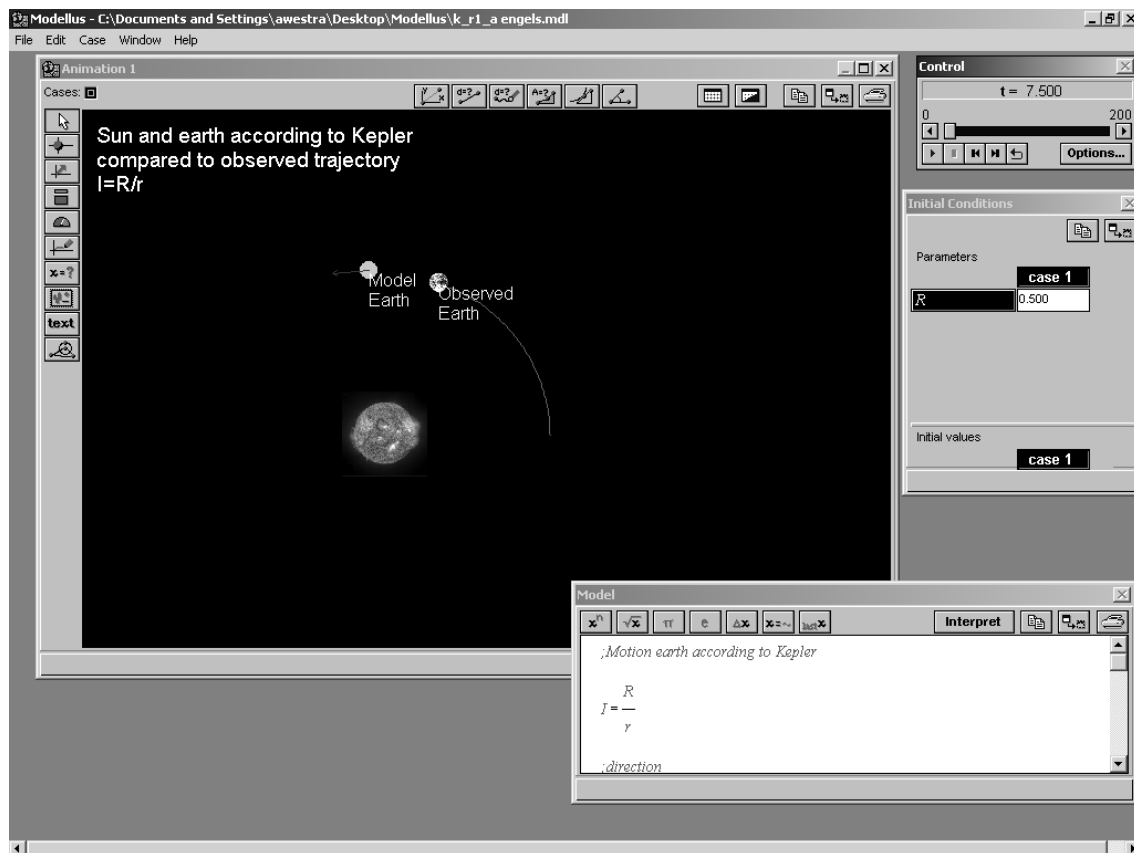 Modellus - C:\Documents and Settings\awestra\Desktop\Modellus\k_r1_a engels.mdl
File Edit Case Window Help
Animation 1
Cases:
Sun and earth according to Kepler
compared to observed trajectory
I=R/r
Model
Earth
Observed
Earth
x=?
text
Control
t = 7.500
0 200
Options...
Initial Conditions
Parameters
case 1
R 0.500
Initial values
case 1
Model
xⁿ √x π e Δx x=~ last x Interpret
;Motion earth according to Kepler
I = R
r
;direction